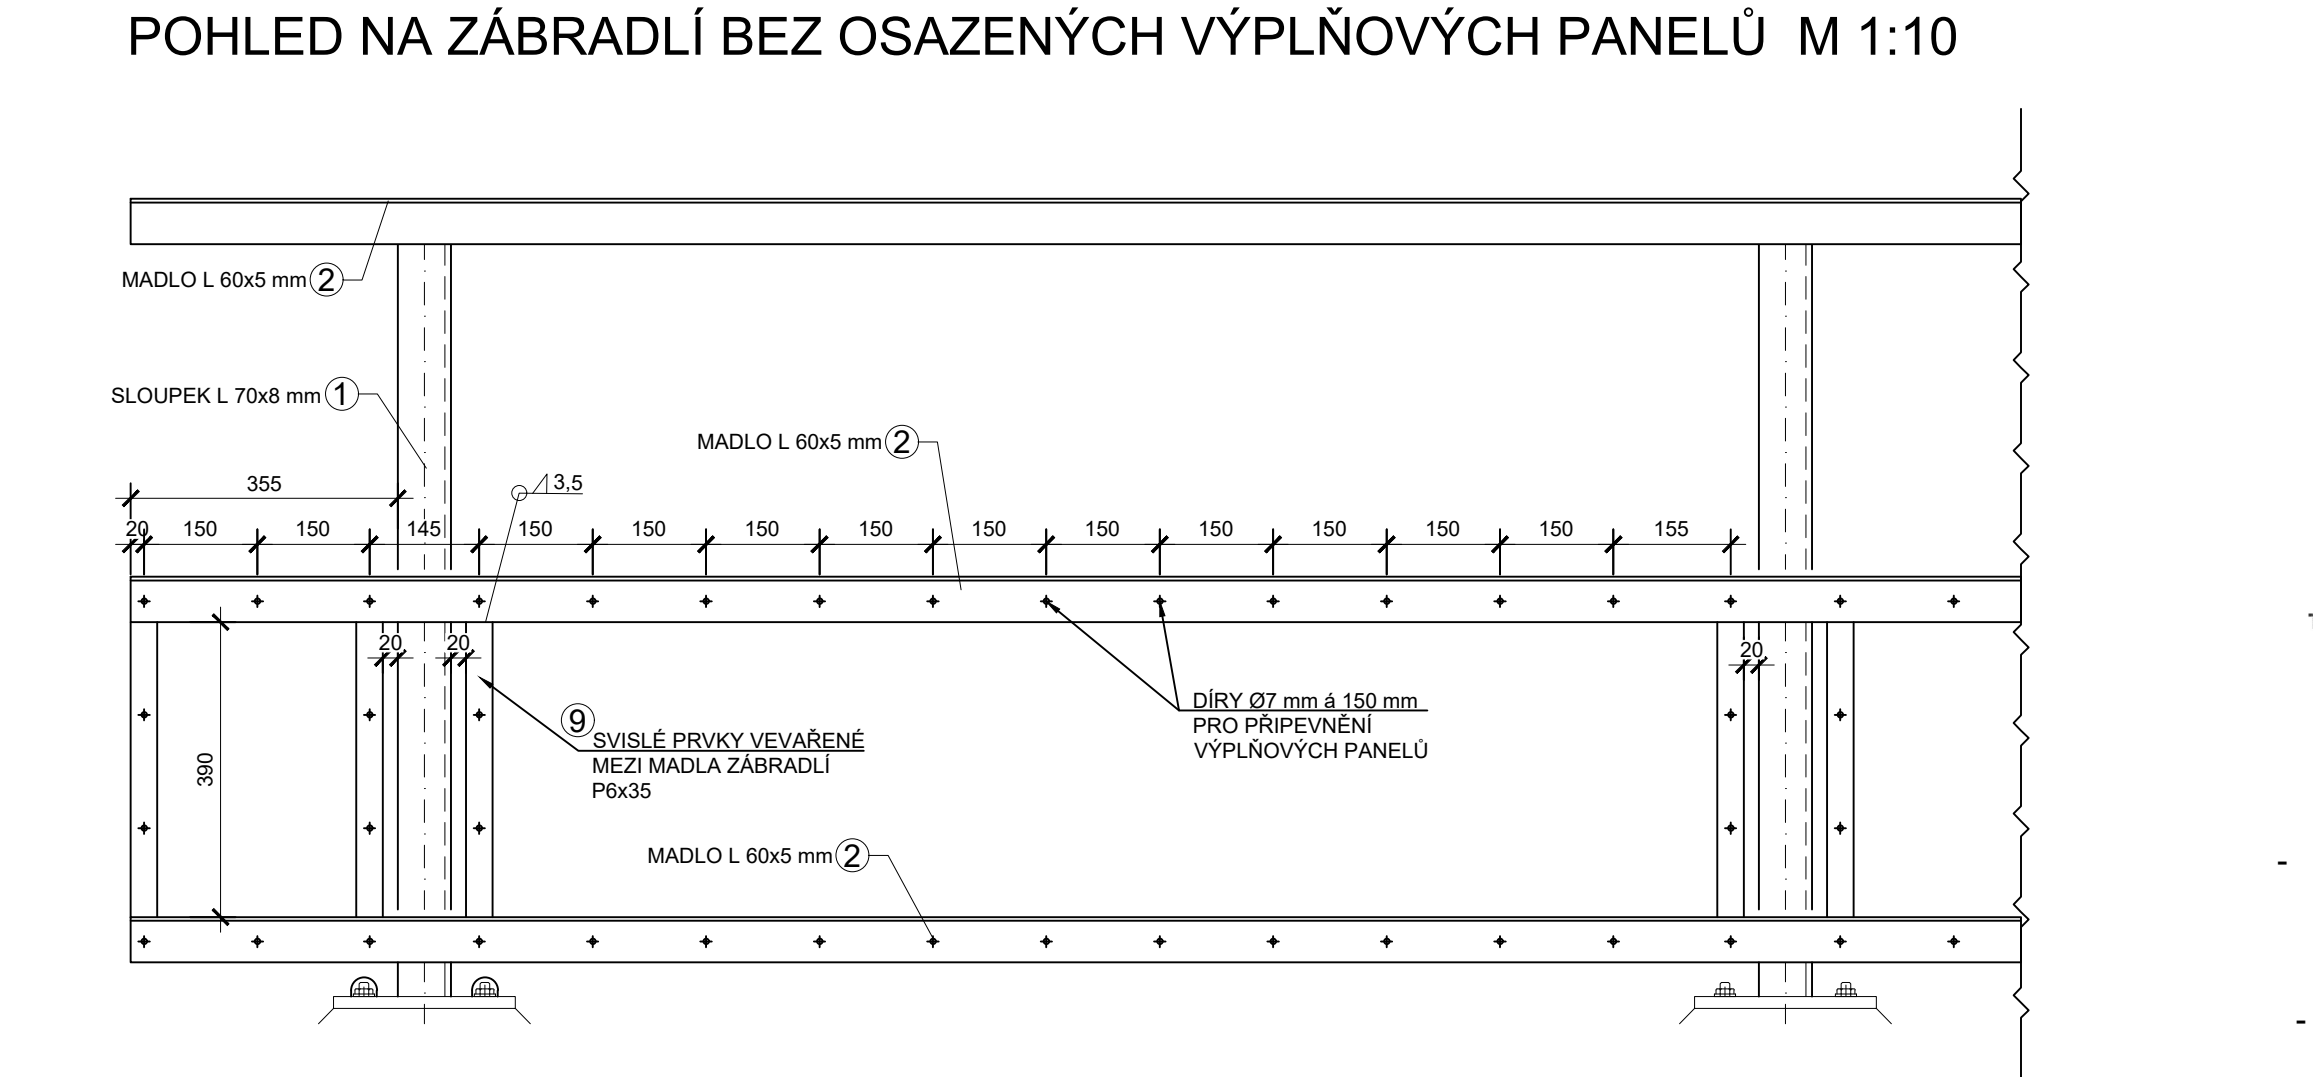 POHLED NA ZÁBRADLÍ BEZ OSAZENÝCH VÝPLŇOVÝCH PANELŮ  M 1:10
MADLO L 60x5 mm 2
SLOUPEK L 70x8 mm 1
MADLO L 60x5 mm 2
355
3,5
20 150 150 145 150 150 150 150 150 150 150 150 150 150 155
20 20
20
DÍRY Ø7 mm á 150 mm
PRO PŘIPEVNĚNÍ
VÝPLŇOVÝCH PANELŮ
9
SVISLÉ PRVKY VEVAŘENÉ
MEZI MADLA ZÁBRADLÍ
P6x35
390
MADLO L 60x5 mm 2